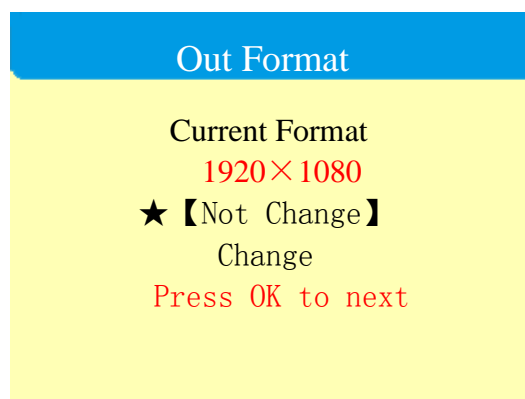 Out Format
Current Format
1920×1080
★【Not Change】
Change
Press OK to next